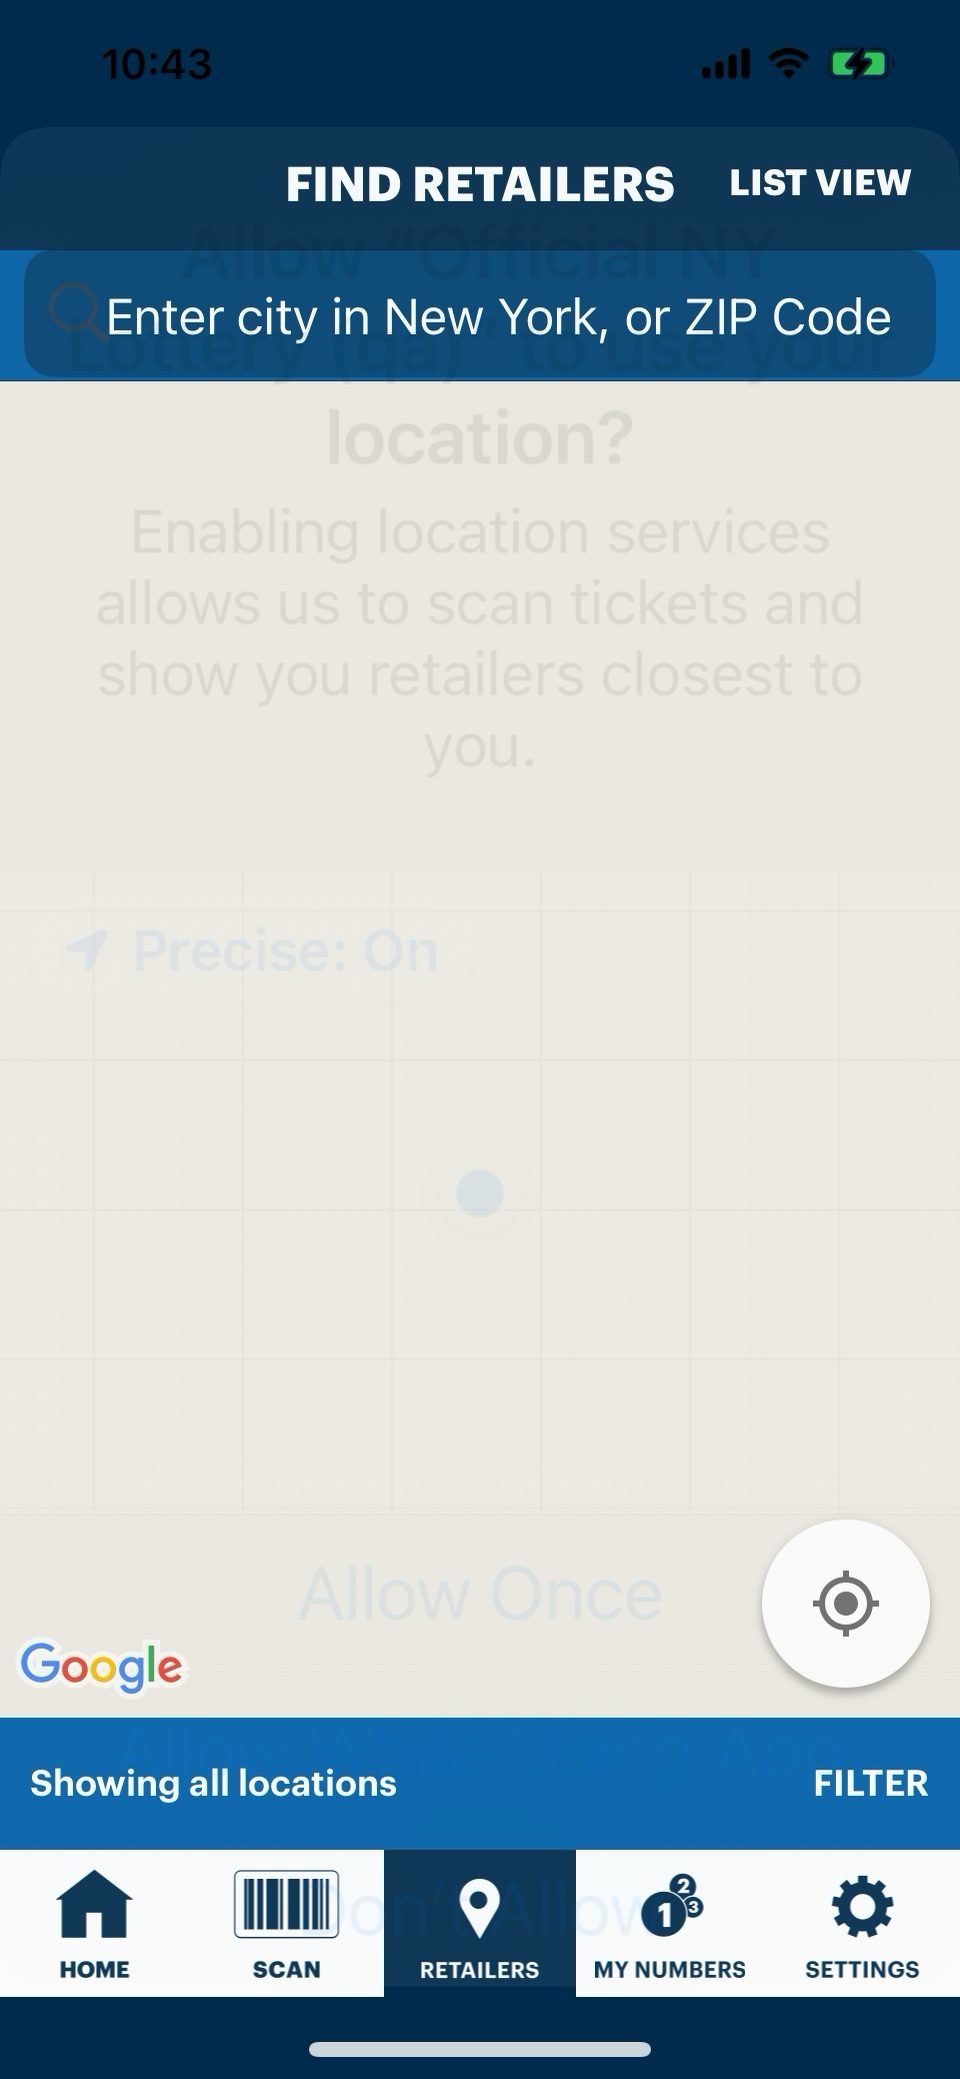 10:43
FIND RETAILERS
LIST VIEW
Allow “Official NY
Enter city in New York, or ZIP Code
Lottery (qa)” to use your
location?
Enabling location services
allows us to scan tickets and
show you retailers closest to
you.
Precise: On
Allow Once
Google
Allow While Using App
Showing all locations
FILTER
Don’t Allow
1 2 3
HOME
SCAN
RETAILERS
MY NUMBERS
SETTINGS